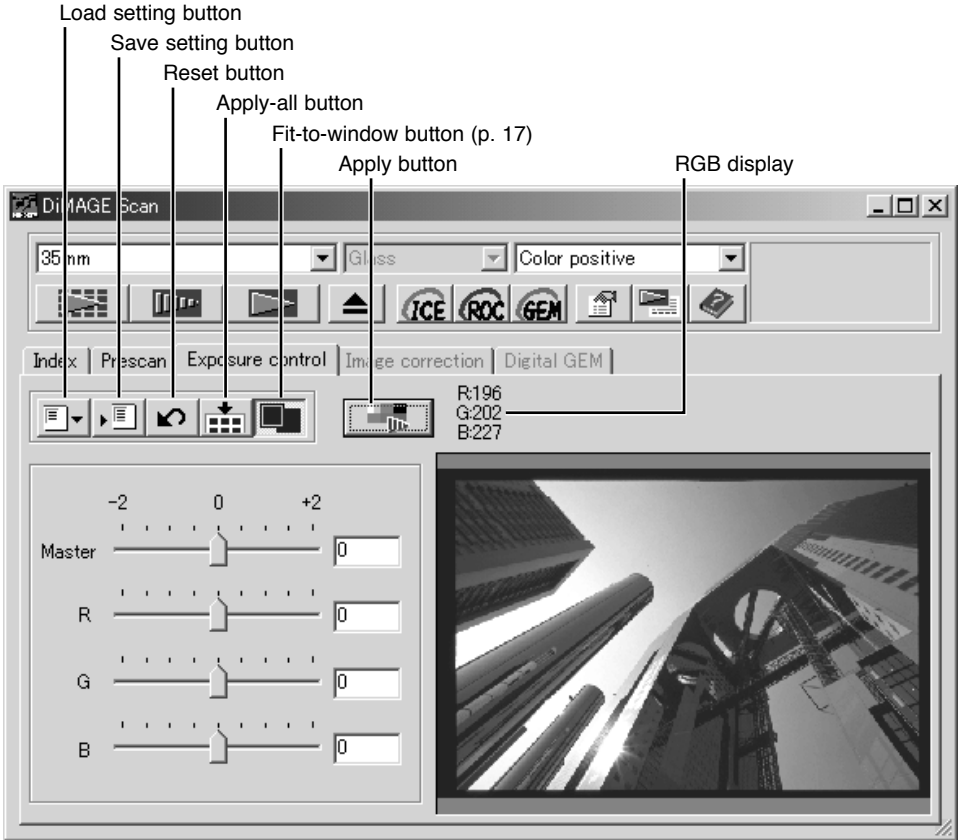 Load setting button
Save setting button
Reset button
Apply-all button
Fit-to-window button (p. 17)
Apply button
RGB display
DiMAGE Scan
35mm
Glass
Color positive
ICE
ROC
GEM
Index
Prescan
Exposure control
Image correction
Digital GEM
R:196
G:202
B:227
-2 0 +2
Master 0
R 0
G 0
B 0